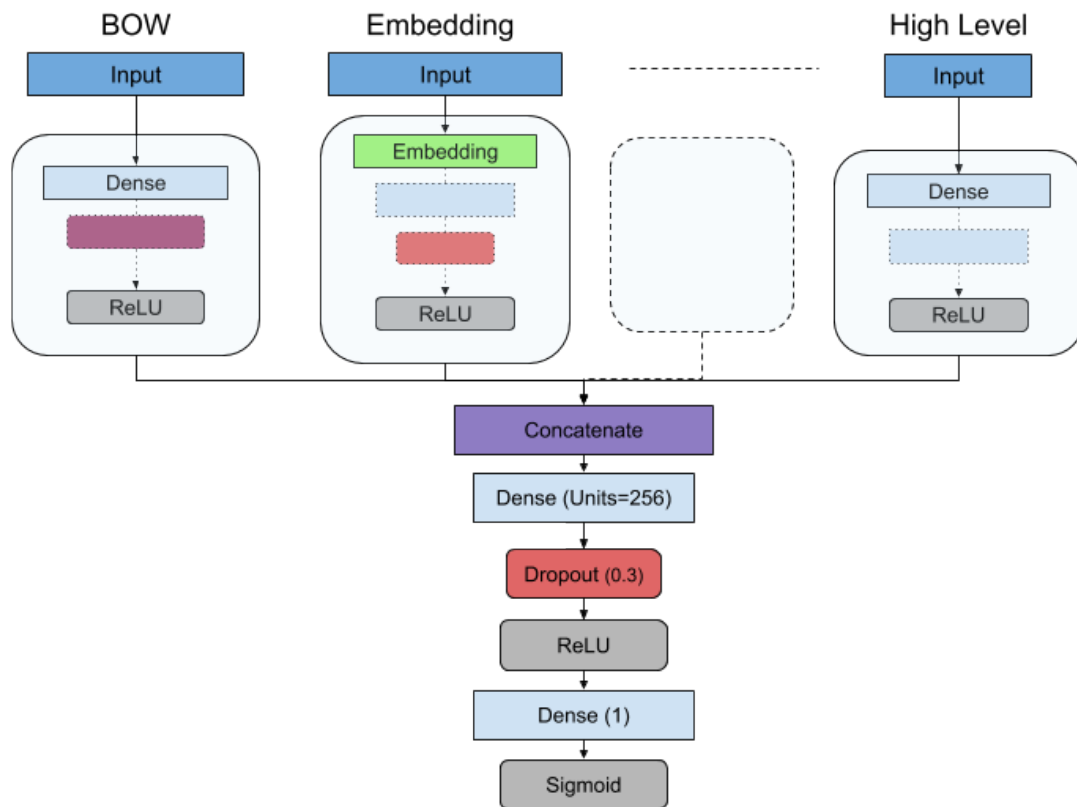 BOW
Embedding
High Level
Input
Input
Input
Dense
Embedding
Dense
ReLU
ReLU
ReLU
Concatenate
Dense (Units=256)
Dropout (0.3)
ReLU
Dense (1)
Sigmoid